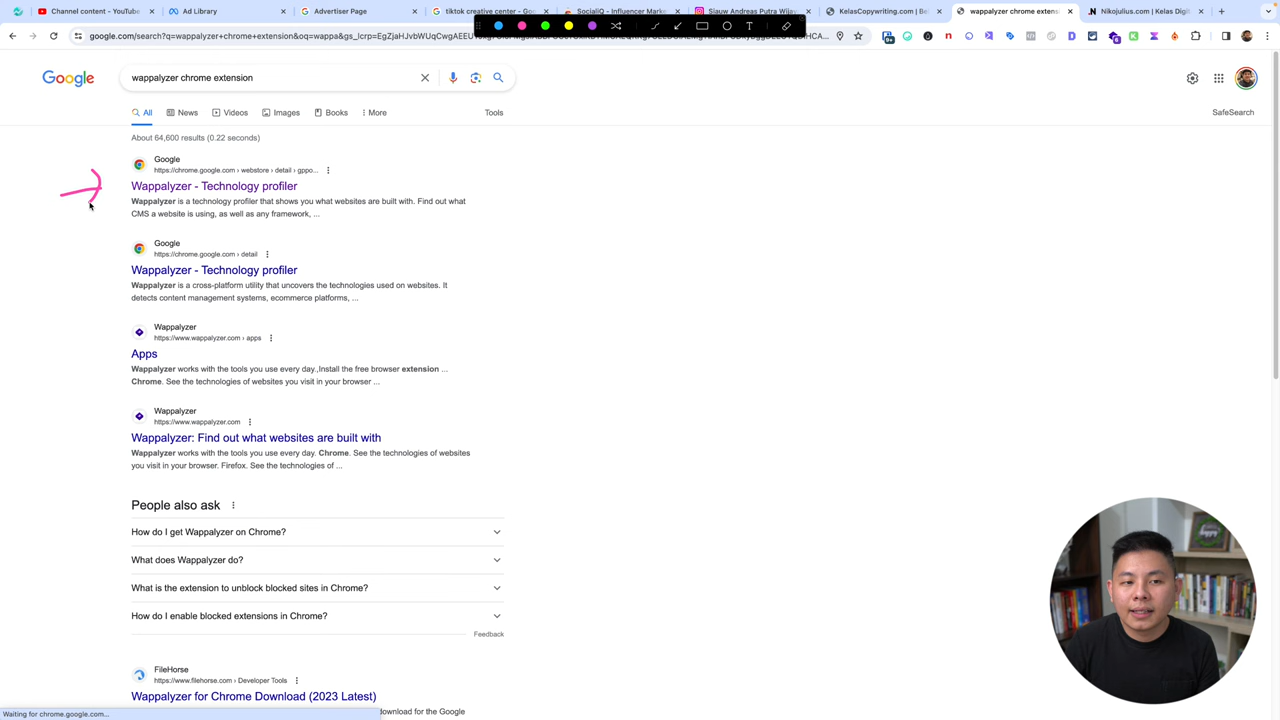 Channel content - YouTube
Ad Library
Advertiser Page
tiktok creative center - Goo
SocialiQ - Influencer Mark
Siauw Andreas Putra Wijay
KelasCopywriting.com | Bel
wappalyzer chrome exten
Nikojulius.com | Kelas Digit
T
google.com/search?q=wappalyzer+chrome+extension&oq=wappa&gs_lcrp=
Google
wappalyzer chrome extension
All
News
Videos
Images
Books
More
Tools
SafeSearch
About 64,600 results (0.22 seconds)
Google
https://chrome.google.com › webstore › detail › gppo...
Wappalyzer - Technology profiler
Wappalyzer is a technology profiler that shows you what websites are built with. Find out what
CMS a website is using, as well as any framework, ...
Google
https://chrome.google.com › detail
Wappalyzer - Technology profiler
Wappalyzer is a cross-platform utility that uncovers the technologies used on websites. It
detects content management systems, ecommerce platforms, ...
Wappalyzer
https://www.wappalyzer.com › apps
Apps
Wappalyzer works with the tools you use every day.,Install the free browser extension ...
Chrome. See the technologies of websites you visit in your browser ...
Wappalyzer
https://www.wappalyzer.com
Wappalyzer: Find out what websites are built with
Wappalyzer works with the tools you use every day. Chrome. See the technologies of websites
you visit in your browser. Firefox. See the technologies of ...
People also ask
How do I get Wappalyzer on Chrome?
What does Wappalyzer do?
What is the extension to unblock blocked sites in Chrome?
How do I enable blocked extensions in Chrome?
Feedback
FileHorse
https://www.filehorse.com › Developer Tools
Wappalyzer for Chrome Download (2023 Latest)
download for the Google
Waiting for chrome.google.com...